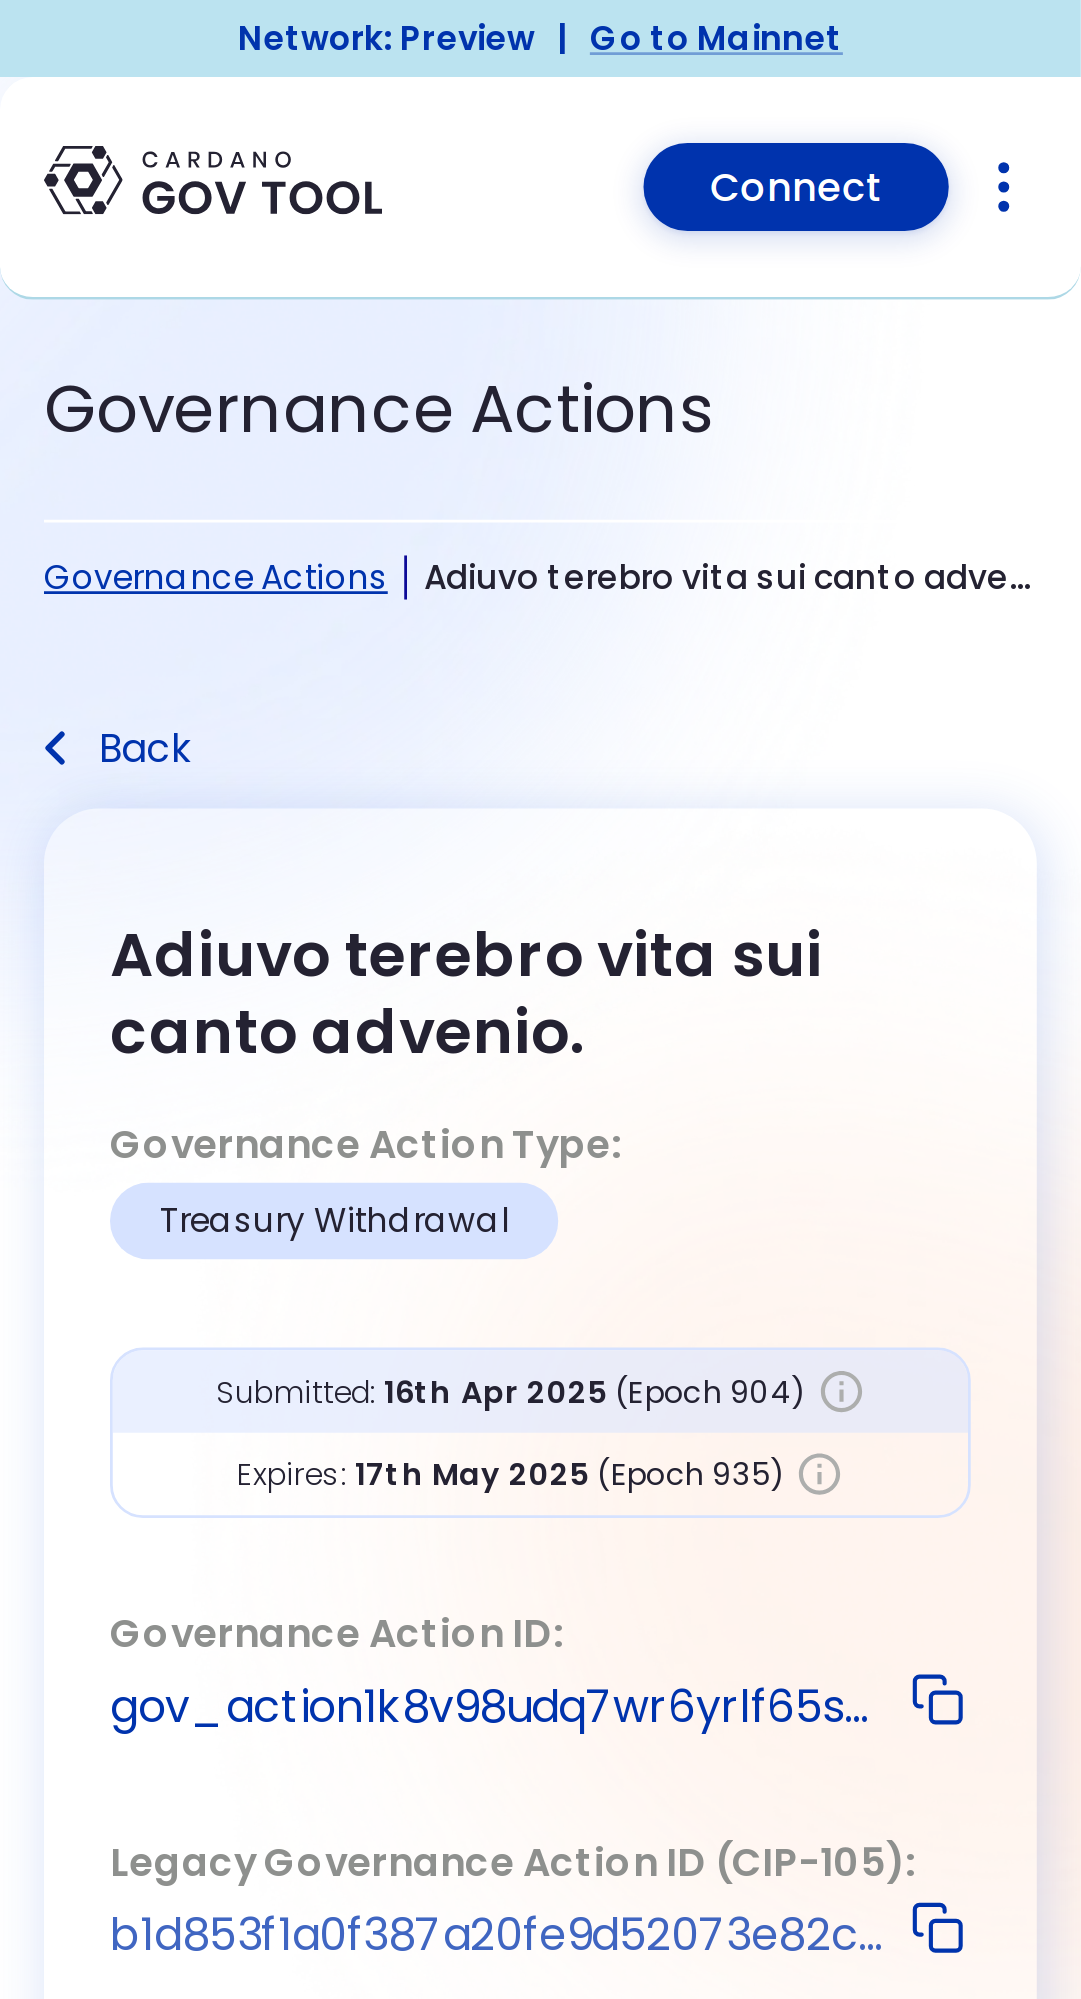 Network: Preview | Go to Mainnet
CARDANO
GOV TOOL
Connect
Governance Actions
Governance Actions | Adiuvo terebro vita sui canto adve...
Back
Adiuvo terebro vita sui
canto advenio.
Governance Action Type:
Treasury Withdrawal
Submitted: 16th Apr 2025 (Epoch 904)
Expires: 17th May 2025 (Epoch 935)
Governance Action ID:
gov_action1k8v98udq7wr6yrlf65s...
Legacy Governance Action ID (CIP-105):
b1d853f1a0f387a20fe9d52073e82c...